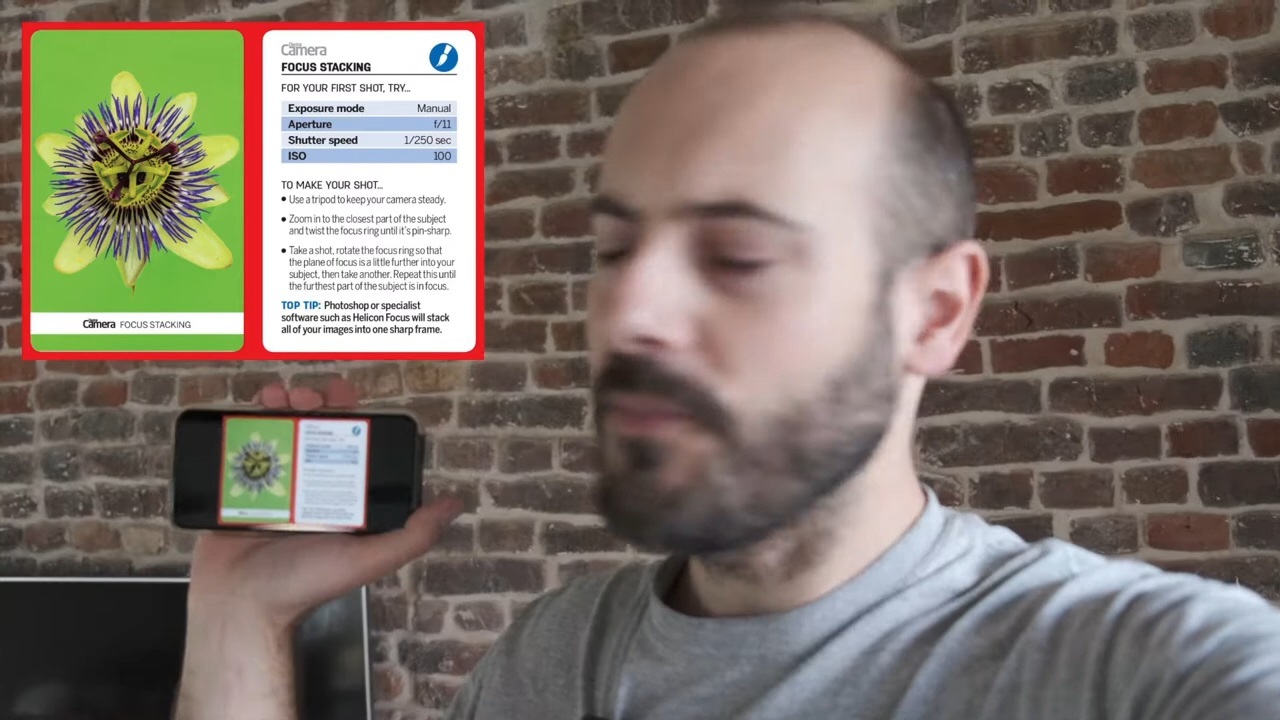 Camera FOCUS STACKING
Camera
FOCUS STACKING
FOR YOUR FIRST SHOT, TRY...
Exposure mode Manual
Aperture f/11
Shutter speed 1/250 sec
ISO 100
TO MAKE YOUR SHOT...
• Use a tripod to keep your camera steady.
• Zoom in to the closest part of the subject
and twist the focus ring until it's pin-sharp.
• Take a shot, rotate the focus ring so that
the plane of focus is a little further into your
subject, then take another. Repeat this until
the furthest part of the subject is in focus.
TOP TIP: Photoshop or specialist
software such as Helicon Focus will stack
all of your images into one sharp frame.